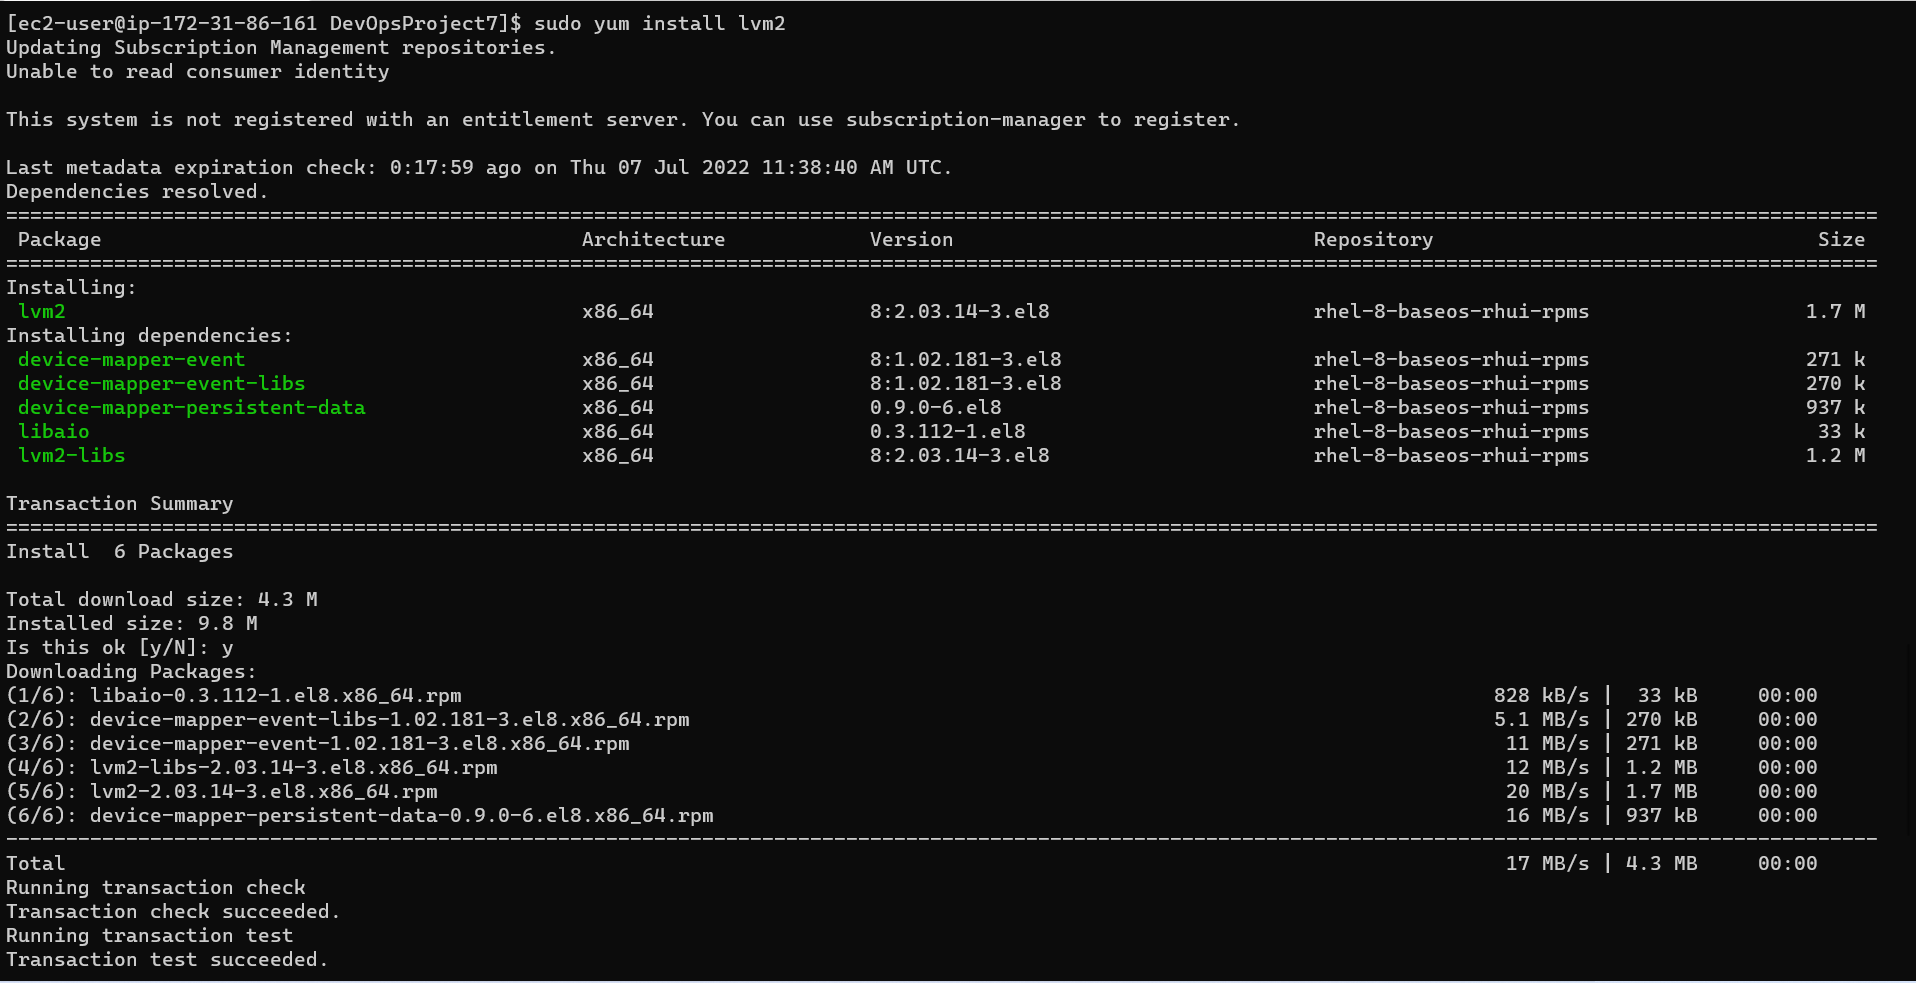 [ec2-user@ip-172-31-86-161 DevOpsProject7]$ sudo yum install lvm2
Updating Subscription Management repositories.
Unable to read consumer identity
This system is not registered with an entitlement server. You can use subscription-manager to register.
Last metadata expiration check: 0:17:59 ago on Thu 07 Jul 2022 11:38:40 AM UTC.
Dependencies resolved.
Package Architecture Version Repository Size
Installing:
lvm2 x86_64 8:2.03.14-3.el8 rhel-8-baseos-rhui-rpms 1.7 M
Installing dependencies:
device-mapper-event x86_64 8:1.02.181-3.el8 rhel-8-baseos-rhui-rpms 271 k
device-mapper-event-libs x86_64 8:1.02.181-3.el8 rhel-8-baseos-rhui-rpms 270 k
device-mapper-persistent-data x86_64 0.9.0-6.el8 rhel-8-baseos-rhui-rpms 937 k
libaio x86_64 0.3.112-1.el8 rhel-8-baseos-rhui-rpms 33 k
lvm2-libs x86_64 8:2.03.14-3.el8 rhel-8-baseos-rhui-rpms 1.2 M
Transaction Summary
Install  6 Packages
Total download size: 4.3 M
Installed size: 9.8 M
Is this ok [y/N]: y
Downloading Packages:
(1/6): libaio-0.3.112-1.el8.x86_64.rpm 828 kB/s | 33 kB 00:00
(2/6): device-mapper-event-libs-1.02.181-3.el8.x86_64.rpm 5.1 MB/s | 270 kB 00:00
(3/6): device-mapper-event-1.02.181-3.el8.x86_64.rpm 11 MB/s | 271 kB 00:00
(4/6): lvm2-libs-2.03.14-3.el8.x86_64.rpm 12 MB/s | 1.2 MB 00:00
(5/6): lvm2-2.03.14-3.el8.x86_64.rpm 20 MB/s | 1.7 MB 00:00
(6/6): device-mapper-persistent-data-0.9.0-6.el8.x86_64.rpm 16 MB/s | 937 kB 00:00
Total 17 MB/s | 4.3 MB 00:00
Running transaction check
Transaction check succeeded.
Running transaction test
Transaction test succeeded.